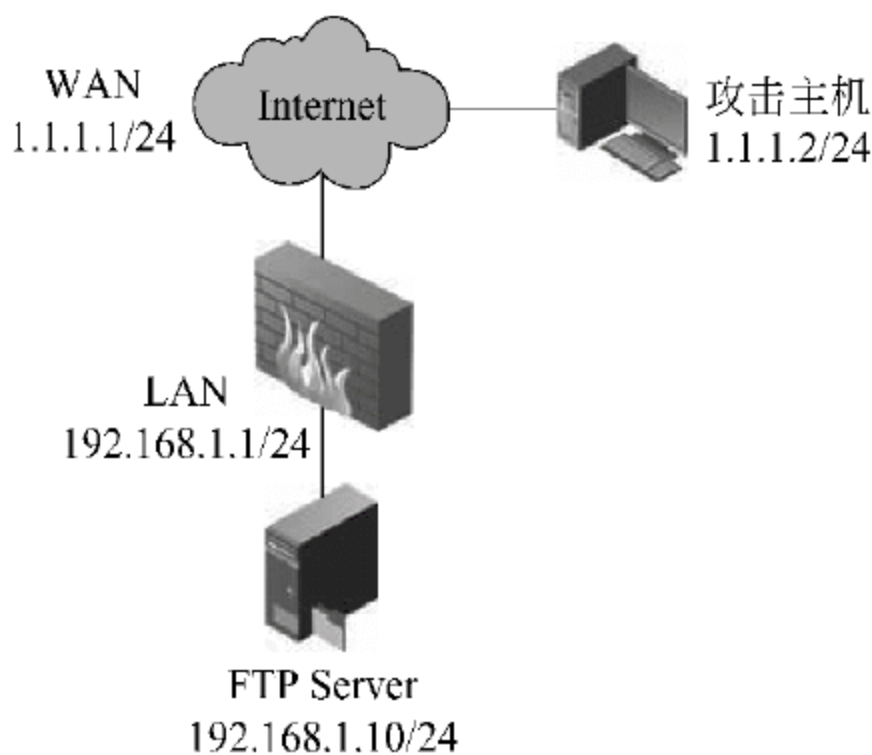 WAN
1.1.1.1/24
Internet
攻击主机
1.1.1.2/24
LAN
192.168.1.1/24
FTP Server
192.168.1.10/24